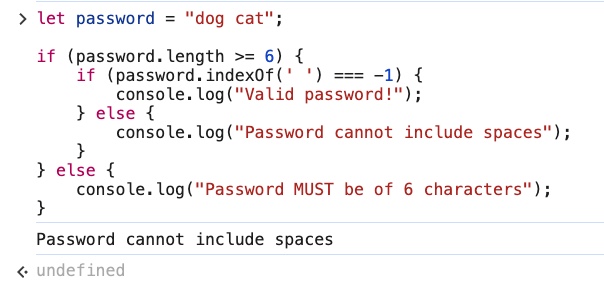 let password = "dog cat";

if (password.length >= 6) {
    if (password.indexOf(' ') === -1) {
        console.log("Valid password!");
    } else {
        console.log("Password cannot include spaces");
    }
} else {
    console.log("Password MUST be of 6 characters");
}
Password cannot include spaces
undefined